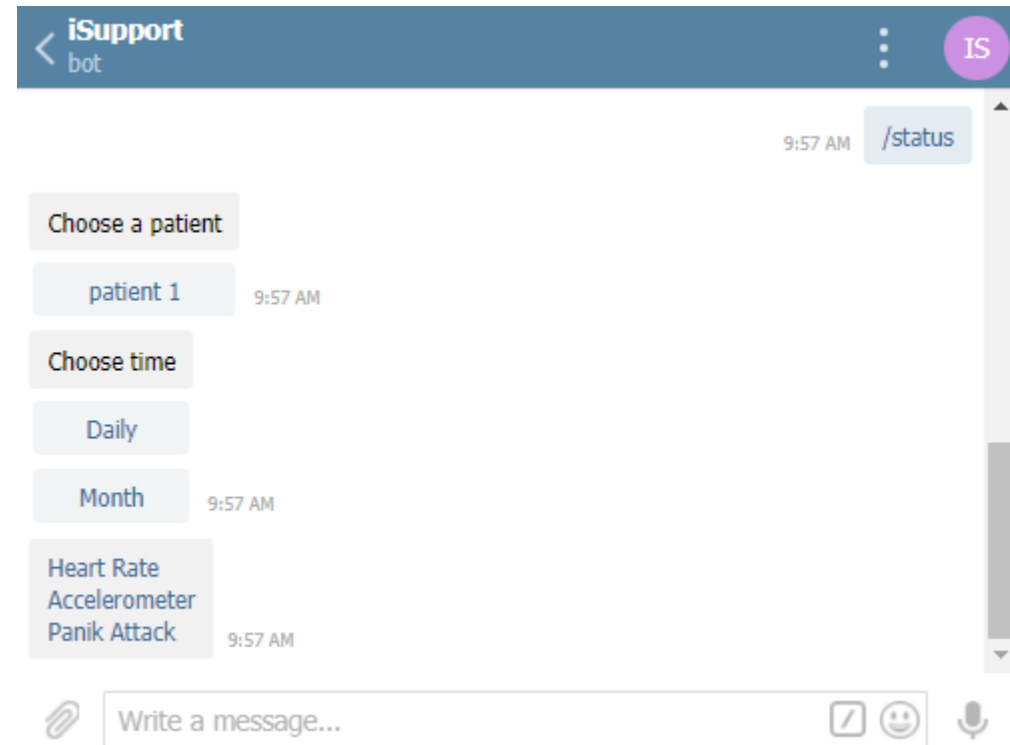 iSupport
bot
IS
9:57 AM /status
Choose a patient
patient 1 9:57 AM
Choose time
Daily
Month 9:57 AM
Heart Rate
Accelerometer
Panik Attack 9:57 AM
Write a message...